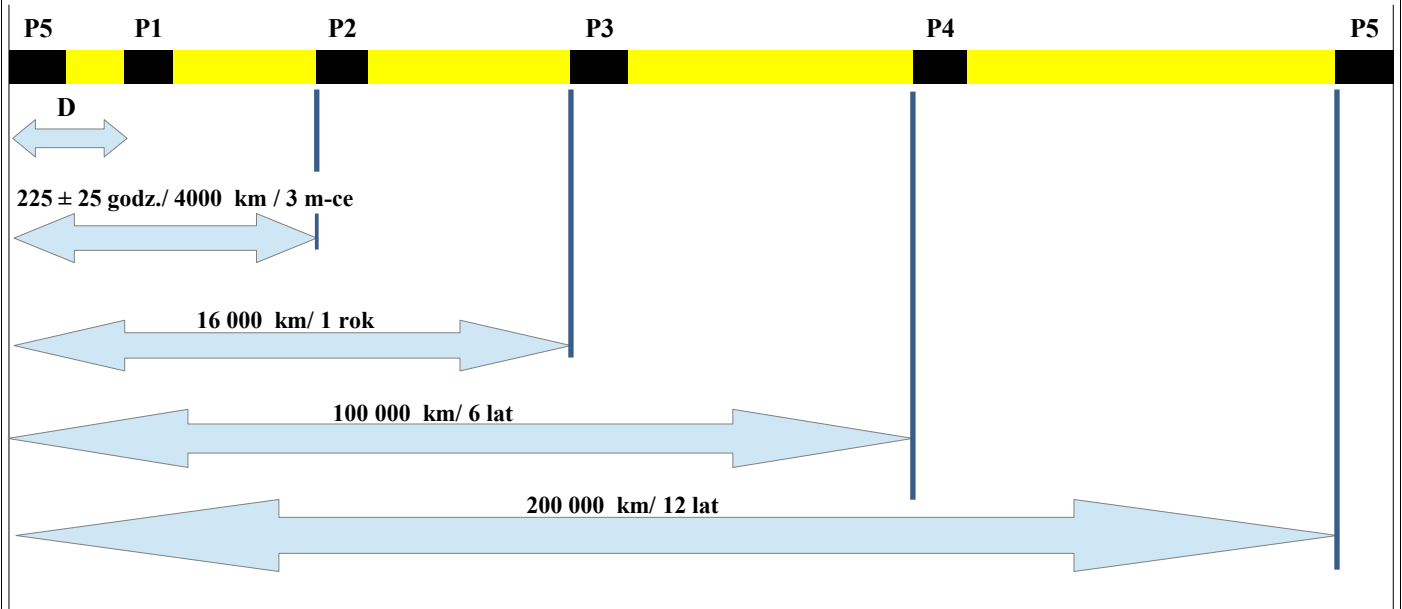 P5 P1 P2 P3 P4 P5
D
225 ± 25 godz./ 4000 km / 3 m-ce
16 000 km/ 1 rok
100 000 km/ 6 lat
200 000 km/ 12 lat